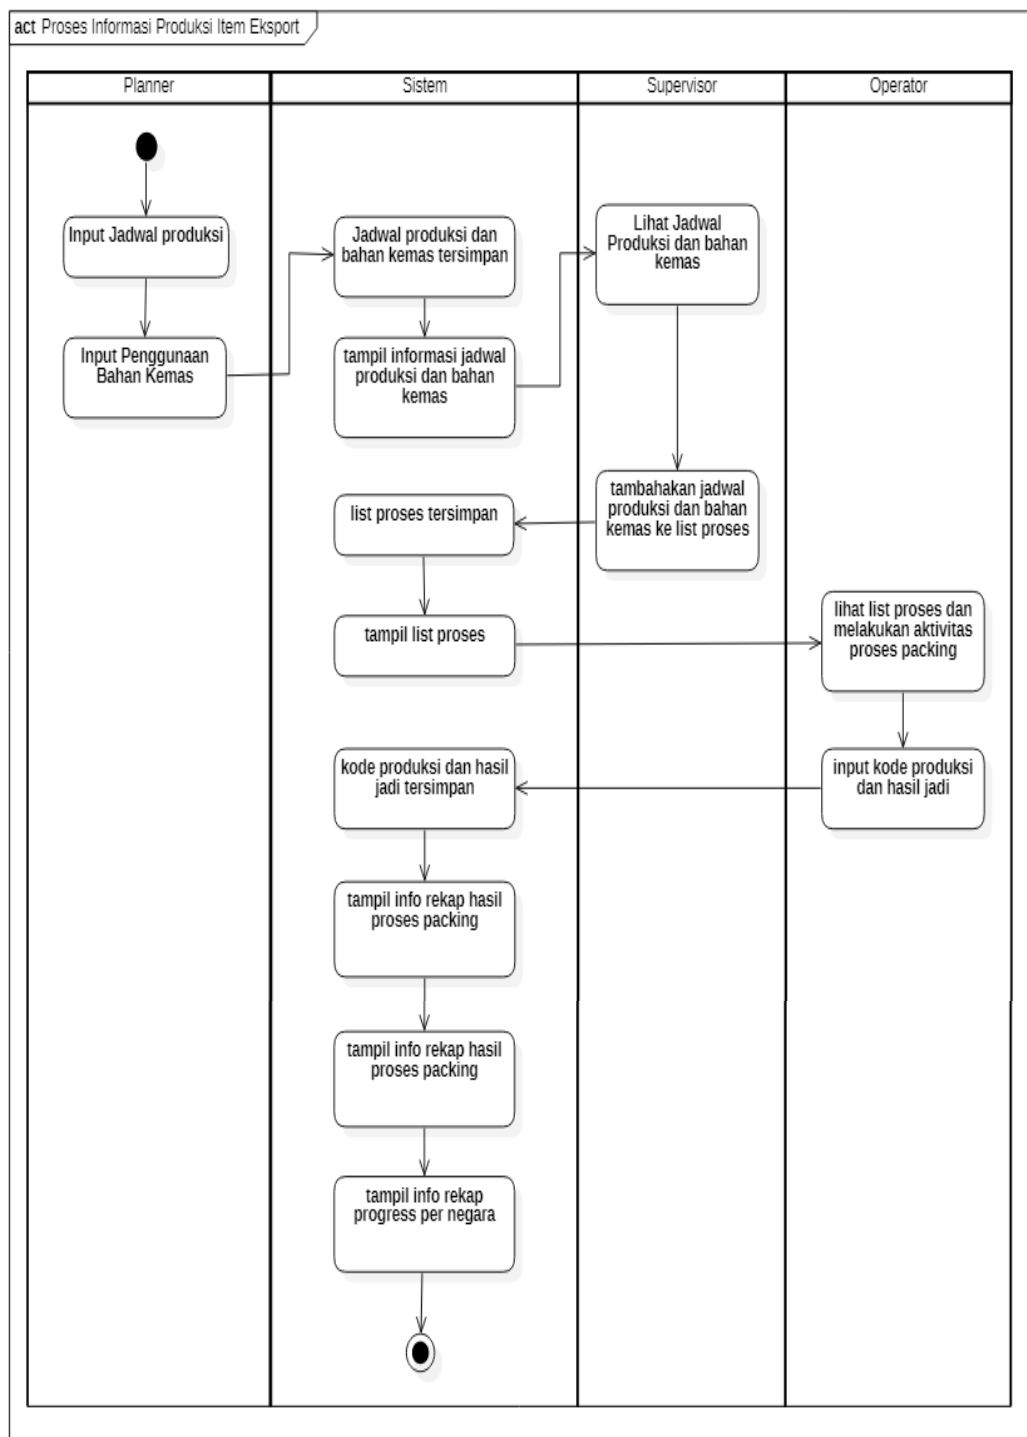 act Proses Informasi Produksi Item Eksport
Planner
Sistem
Supervisor
Operator
Input Jadwal produksi
Input Penggunaan
Bahan Kemas
Jadwal produksi dan
bahan kemas tersimpan
tampil informasi jadwal
produksi dan bahan
kemas
Lihat Jadwal
Produksi dan bahan
kemas
tambahakan jadwal
produksi dan bahan
kemas ke list proses
list proses tersimpan
tampil list proses
lihat list proses dan
melakukan aktivitas
proses packing
input kode produksi
dan hasil jadi
kode produksi dan hasil
jadi tersimpan
tampil info rekap hasil
proses packing
tampil info rekap hasil
proses packing
tampil info rekap
progress per negara